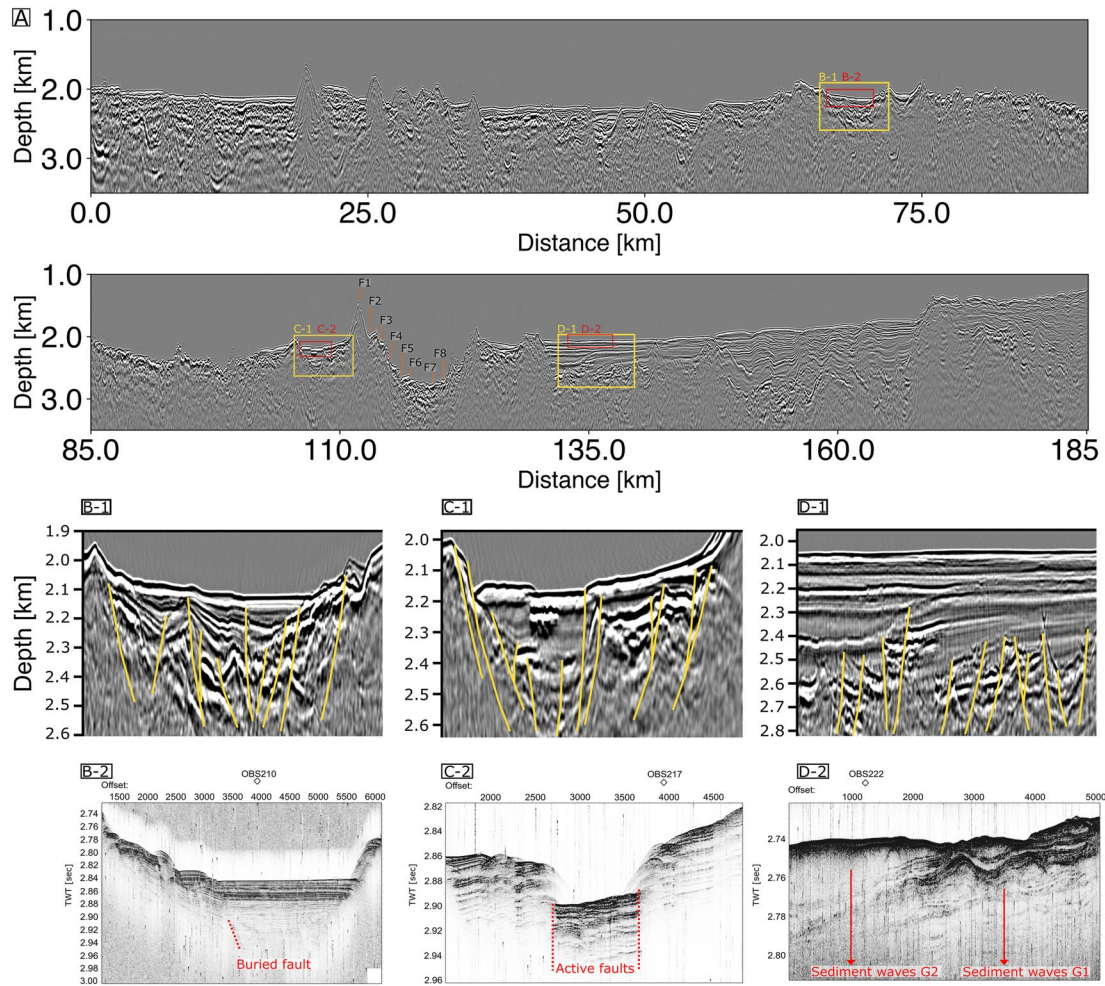 A
1.0
2.0
3.0
Depth [km]
B-1 B-2
0.0 25.0 50.0 75.0
Distance [km]
1.0
2.0
3.0
Depth [km]
C-1 C-2
F1
F2
F3
F4
F5
F6
F7
F8
D-1 D-2
85.0 110.0 135.0 160.0 185
Distance [km]
B-1
1.9
2.0
2.1
2.2
2.3
2.4
2.5
2.6
Depth [km]
C-1
2.0
2.1
2.2
2.3
2.4
2.5
2.6
D-1
2.0
2.1
2.2
2.3
2.4
2.5
2.6
2.7
2.8
B-2
OBS210
Offset:
1500 2000 2500 3000 3500 4000 4500 5000 5500 6000
2.74
2.76
2.78
2.80
2.82
2.84
2.86
2.88
2.90
2.92
2.94
2.96
2.98
3.00
TWT [sec]
Buried fault
C-2
OBS217
Offset:
2000 2500 3000 3500 4000 4500
2.82
2.84
2.86
2.88
2.90
2.92
2.94
2.96
TWT [sec]
Active faults
D-2
OBS222
Offset:
0 1000 2000 3000 4000 5000
2.74
2.76
2.78
2.80
TWT [sec]
Sediment waves G2
Sediment waves G1